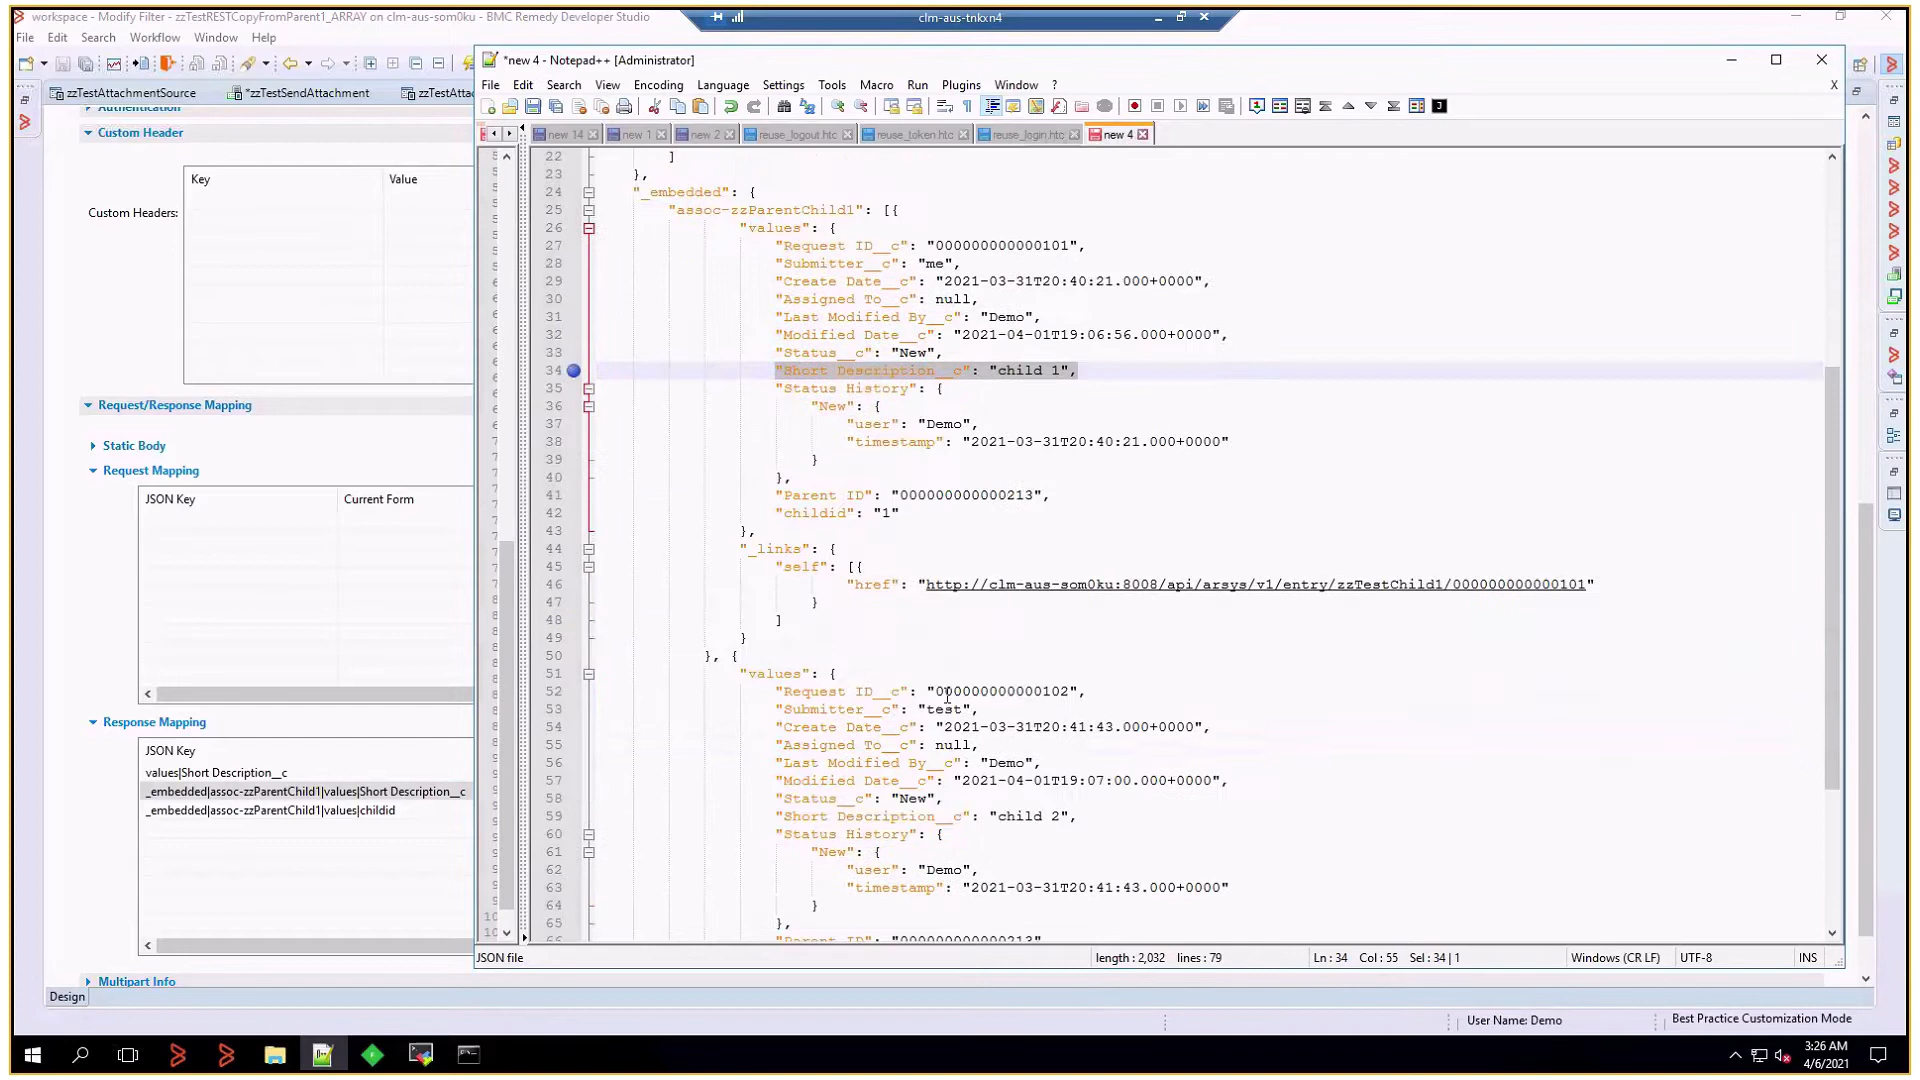 workspace - Modify Filter - zzTestRESTCopyFromParent1_ARRAY on clm-aus-som0ku - BMC Remedy Developer Studio
clm-aus-tnkxn4
File Edit Search Workflow Window Help
zzTestAttachmentSource *zzTestSendAttachment zzTestAttac
Authentication
Custom Header
Key Value
Custom Headers:
Request/Response Mapping
Static Body
Request Mapping
JSON Key Current Form
Response Mapping
JSON Key
values|Short Description__c
_embedded|assoc-zzParentChild1|values|Short Description__c
_embedded|assoc-zzParentChild1|values|childid
Multipart Info
Design
*new 4 - Notepad++ [Administrator]
File Edit Search View Encoding Language Settings Tools Macro Run Plugins Window ? X
new 14 new 1 new 2 reuse_logout.htc reuse_token.htc reuse_login.htc new 4
22 ]
23 },
24 "_embedded": {
25 "assoc-zzParentChild1": [{
26 "values": {
27 "Request ID__c": "000000000000101",
28 "Submitter__c": "me",
29 "Create Date__c": "2021-03-31T20:40:21.000+0000",
30 "Assigned To__c": null,
31 "Last Modified By__c": "Demo",
32 "Modified Date__c": "2021-04-01T19:06:56.000+0000",
33 "Status__c": "New",
34 "Short Description__c": "child 1",
35 "Status History": {
36 "New": {
37 "user": "Demo",
38 "timestamp": "2021-03-31T20:40:21.000+0000"
39 }
40 },
41 "Parent ID": "000000000000213",
42 "childid": "1"
43 },
44 "_links": {
45 "self": [{
46 "href": "http://clm-aus-som0ku:8008/api/arsys/v1/entry/zzTestChild1/000000000000101"
47 }
48 ]
49 }
50 }, {
51 "values": {
52 "Request ID__c": "000000000000102",
53 "Submitter__c": "test",
54 "Create Date__c": "2021-03-31T20:41:43.000+0000",
55 "Assigned To__c": null,
56 "Last Modified By__c": "Demo",
57 "Modified Date__c": "2021-04-01T19:07:00.000+0000",
58 "Status__c": "New",
59 "Short Description__c": "child 2",
60 "Status History": {
61 "New": {
62 "user": "Demo",
63 "timestamp": "2021-03-31T20:41:43.000+0000"
64 }
65 },
66 "Parent ID": "000000000000213"
JSON file length : 2,032 lines : 79 Ln : 34 Col : 55 Sel : 34 | 1 Windows (CR LF) UTF-8 INS
User Name: Demo Best Practice Customization Mode
3:26 AM
4/6/2021